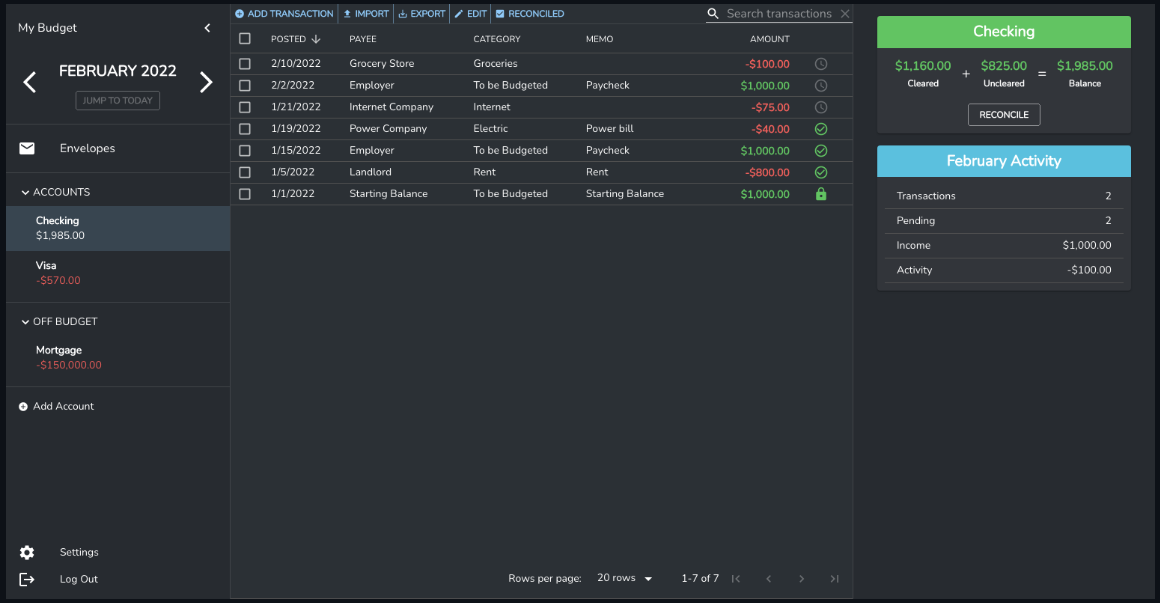 My Budget
FEBRUARY 2022
JUMP TO TODAY
Envelopes
ACCOUNTS
Checking
$1,985.00
Visa
-$570.00
OFF BUDGET
Mortgage
-$150,000.00
Add Account
Settings
Log Out
ADD TRANSACTION IMPORT EXPORT EDIT RECONCILED Search transactions
POSTED PAYEE CATEGORY MEMO AMOUNT
2/10/2022 Grocery Store Groceries -$100.00
2/2/2022 Employer To be Budgeted Paycheck $1,000.00
1/21/2022 Internet Company Internet -$75.00
1/19/2022 Power Company Electric Power bill -$40.00
1/15/2022 Employer To be Budgeted Paycheck $1,000.00
1/5/2022 Landlord Rent Rent -$800.00
1/1/2022 Starting Balance To be Budgeted Starting Balance $1,000.00
Rows per page: 20 rows 1-7 of 7
Checking
$1,160.00 + $825.00 = $1,985.00
Cleared Uncleared Balance
RECONCILE
February Activity
Transactions 2
Pending 2
Income $1,000.00
Activity -$100.00